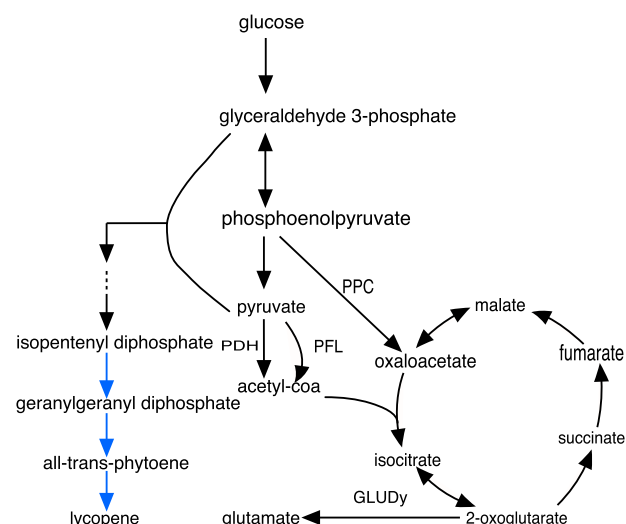 glucose
glyceraldehyde 3-phosphate
phosphoenolpyruvate
PPC
malate
pyruvate
isopentenyl diphosphate
PDH
PFL
oxaloacetate
fumarate
acetyl-coa
geranylgeranyl diphosphate
succinate
all-trans-phytoene
isocitrate
GLUDy
lycopene
glutamate
2-oxoglutarate